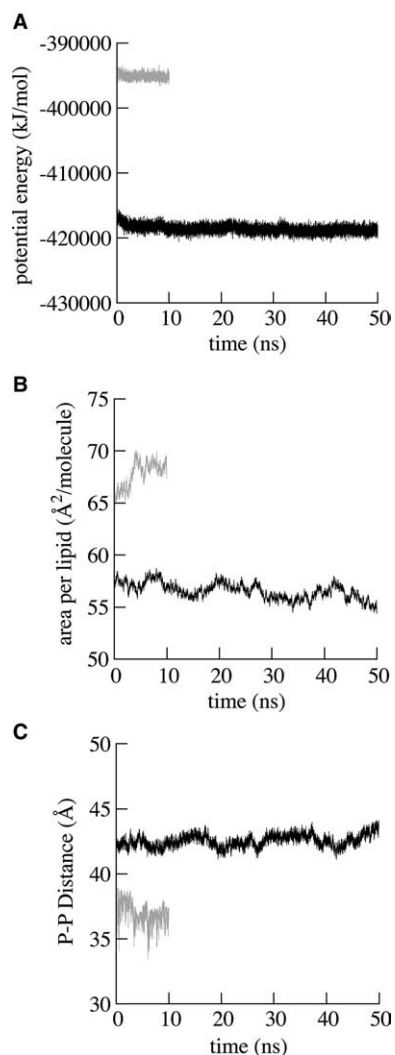 A
-390000
-400000
-410000
-420000
-430000
potential energy (kJ/mol)
0 10 20 30 40 50
time (ns)
B
75
70
65
60
55
50
area per lipid (Å²/molecule)
0 10 20 30 40 50
time (ns)
C
50
45
40
35
30
P-P Distance (Å)
0 10 20 30 40 50
time (ns)